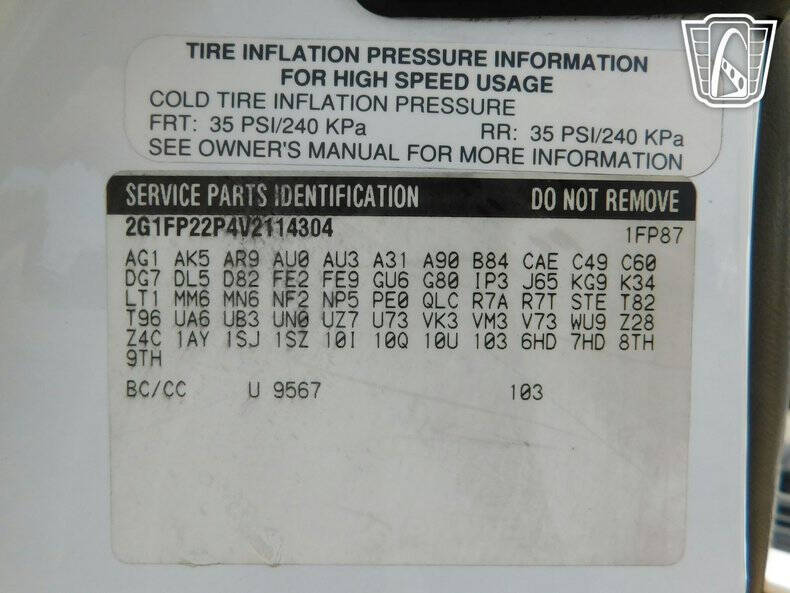 TIRE INFLATION PRESSURE INFORMATION
FOR HIGH SPEED USAGE
COLD TIRE INFLATION PRESSURE
FRT: 35 PSI/240 KPa RR: 35 PSI/240 KPa
SEE OWNER'S MANUAL FOR MORE INFORMATION
SERVICE PARTS IDENTIFICATION DO NOT REMOVE
2G1FP22P4V2114304 1FP87
AG1 AK5 AR9 AU0 AU3 A31 A90 B84 CAE C49 C60
DG7 DL5 D82 FE2 FE9 GU6 G80 IP3 J65 KG9 K34
LT1 MM6 MN6 NF2 NP5 PE0 QLC R7A R7T STE T82
T96 UA6 UB3 UN0 UZ7 U73 VK3 VM3 V73 WU9 Z28
Z4C 1AY 1SJ 1SZ 10I 10Q 10U 103 6HD 7HD 8TH
9TH
BC/CC U 9567 103